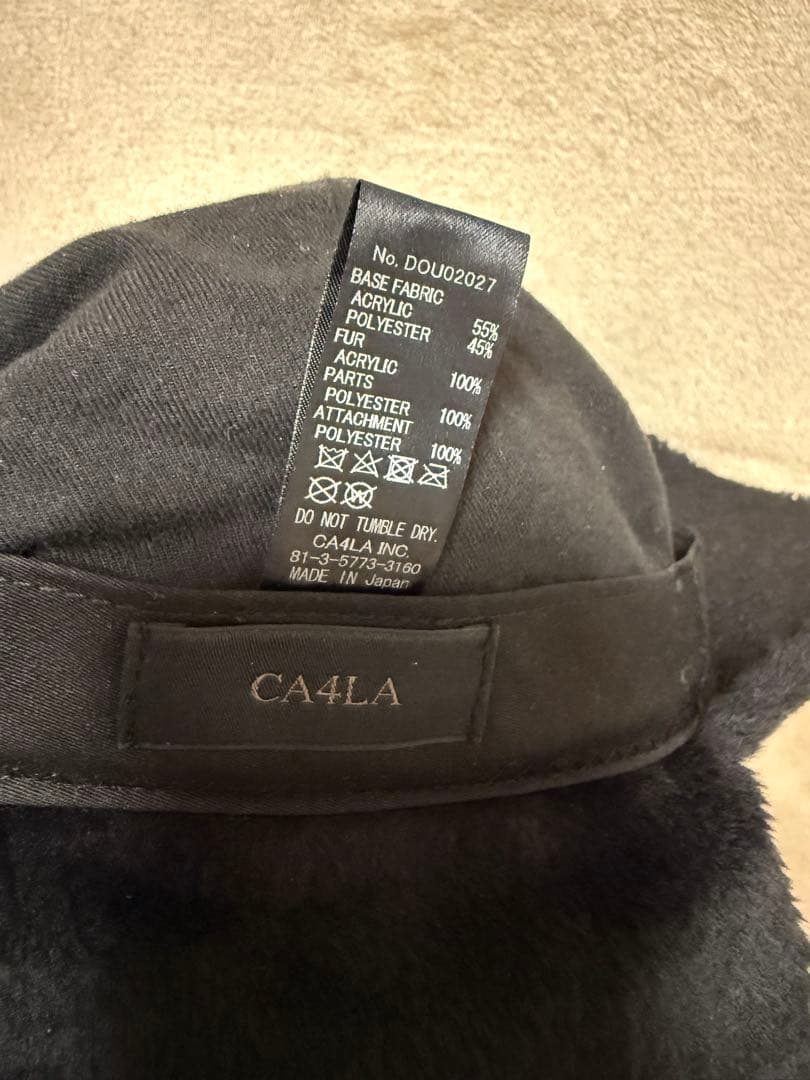 No. DOU02027
BASE FABRIC
ACRYLIC 55%
POLYESTER 45%
FUR
ACRYLIC 100%
PARTS
POLYESTER 100%
ATTACHMENT
POLYESTER 100%
DO NOT TUMBLE DRY.
CA4LA INC.
81-3-5773-3160
MADE IN Japan
CA4LA